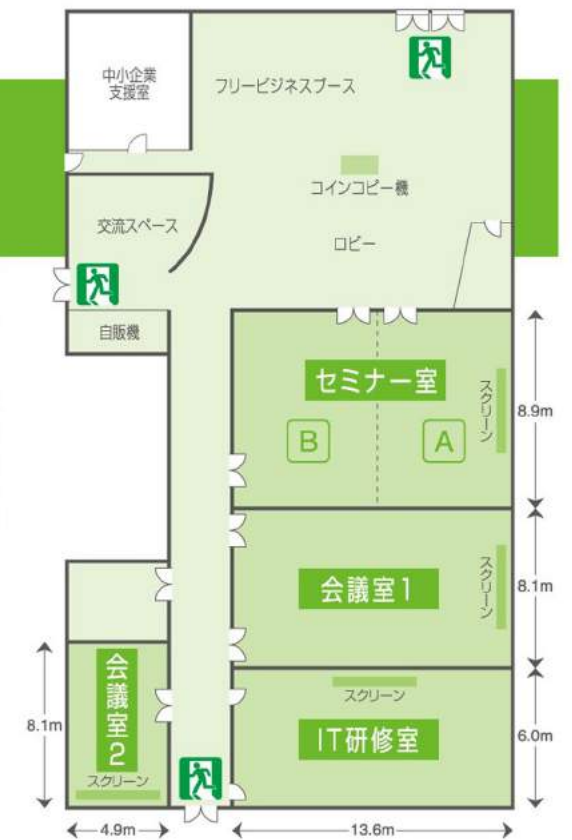 中小企業
支援室
フリービジネスブース
コインコピー機
交流スペース
ロビー
自販機
セミナー室
スクリーン
8.9m
B
A
会議室1
スクリーン
8.1m
スクリーン
IT研修室
6.0m
会議室2
8.1m
スクリーン
4.9m
13.6m